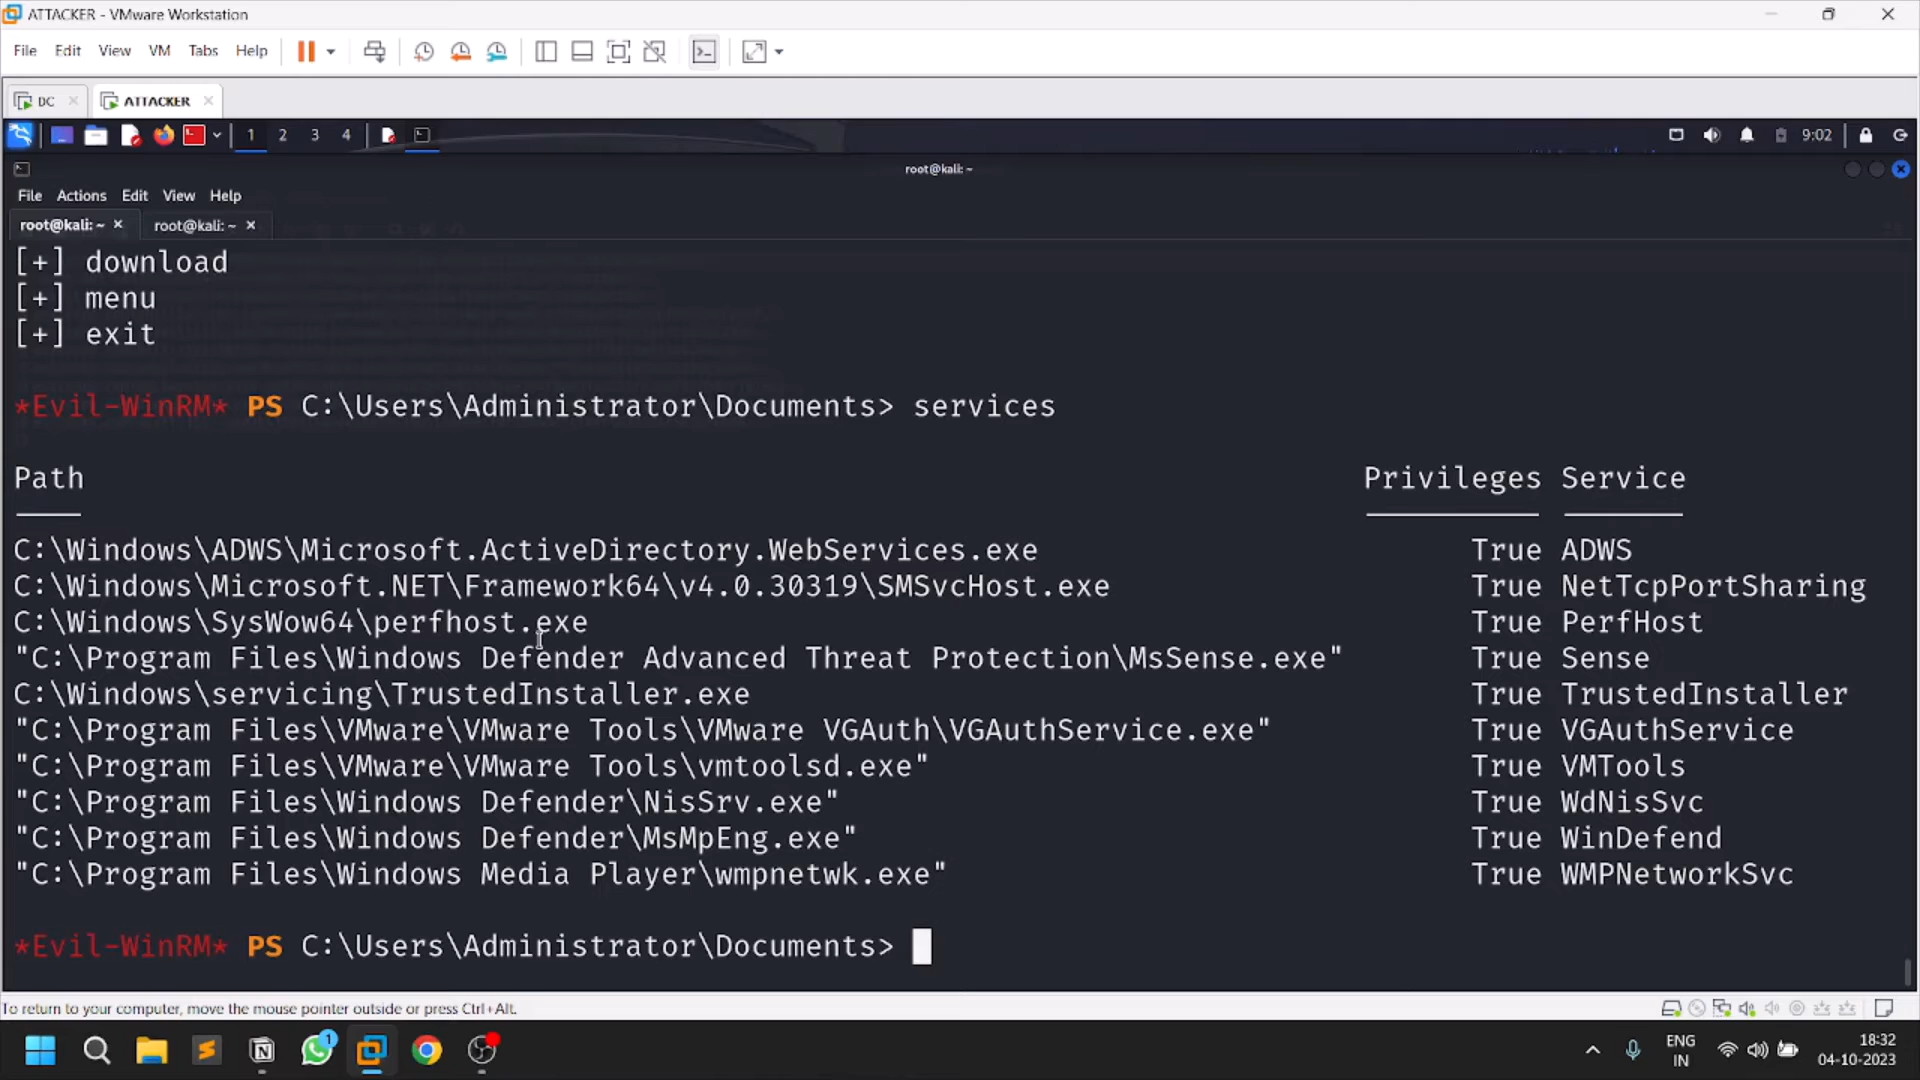 ATTACKER - VMware Workstation
File Edit View VM Tabs Help
DC ATTACKER
1 2 3 4 9:02
root@kali: ~
File Actions Edit View Help
root@kali: ~ root@kali: ~
[+] download
[+] menu
[+] exit
*Evil-WinRM* PS C:\Users\Administrator\Documents> services
Path Privileges Service
C:\Windows\ADWS\Microsoft.ActiveDirectory.WebServices.exe True ADWS
C:\Windows\Microsoft.NET\Framework64\v4.0.30319\SMSvcHost.exe True NetTcpPortSharing
C:\Windows\SysWow64\perfhost.exe True PerfHost
"C:\Program Files\Windows Defender Advanced Threat Protection\MsSense.exe" True Sense
C:\Windows\servicing\TrustedInstaller.exe True TrustedInstaller
"C:\Program Files\VMware\VMware Tools\VMware VGAuth\VGAuthService.exe" True VGAuthService
"C:\Program Files\VMware\VMware Tools\vmtoolsd.exe" True VMTools
"C:\Program Files\Windows Defender\NisSrv.exe" True WdNisSvc
"C:\Program Files\Windows Defender\MsMpEng.exe" True WinDefend
"C:\Program Files\Windows Media Player\wmpnetwk.exe" True WMPNetworkSvc
*Evil-WinRM* PS C:\Users\Administrator\Documents>
To return to your computer, move the mouse pointer outside or press Ctrl+Alt.
1
ENG 18:32
IN 04-10-2023